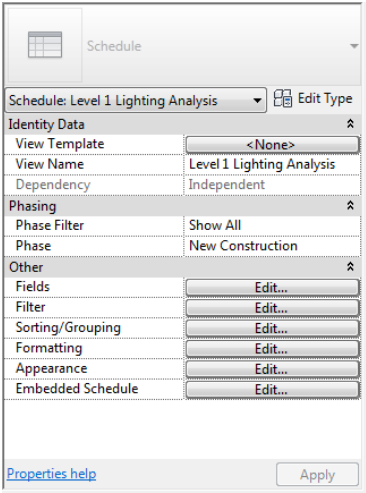 Schedule
Schedule: Level 1 Lighting Analysis Edit Type
Identity Data
View Template <None>
View Name Level 1 Lighting Analysis
Dependency Independent
Phasing
Phase Filter Show All
Phase New Construction
Other
Fields Edit...
Filter Edit...
Sorting/Grouping Edit...
Formatting Edit...
Appearance Edit...
Embedded Schedule Edit...
Properties help Apply